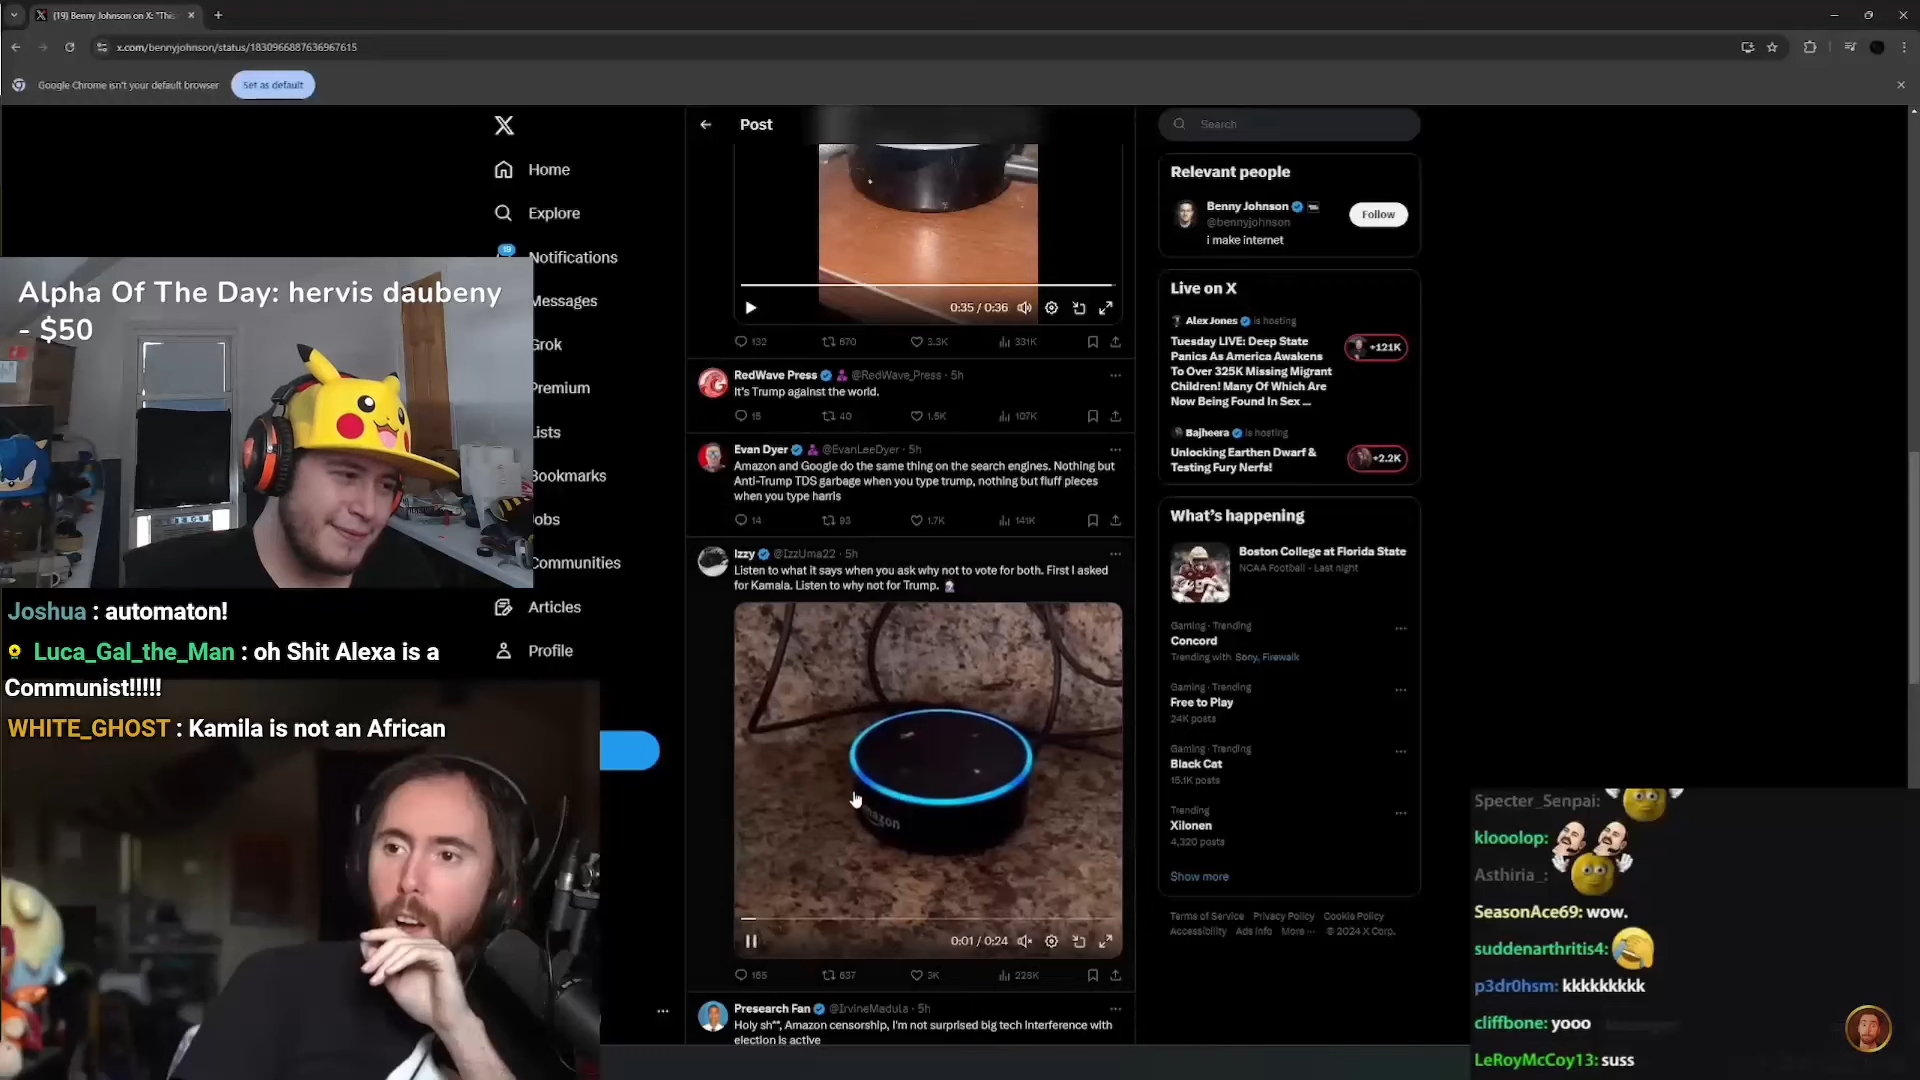 (19) Benny Johnson on X: "This
x.com/bennyjohnson/status/1830966887636967615
Google Chrome isn't your default browser
Set as default
Post
Home
Explore
19
Notifications
Messages
Grok
Premium
Lists
Bookmarks
Jobs
Communities
Articles
Profile
Alpha Of The Day: hervis daubeny
- $50
Joshua : automaton!
Luca_Gal_the_Man : oh Shit Alexa is a
Communist!!!!!
WHITE_GHOST : Kamila is not an African
0:35 / 0:36
132 670 3.3K 331K
RedWave Press @RedWave_Press · 5h
It's Trump against the world.
15 40 1.5K 107K
Evan Dyer @EvanLeeDyer · 5h
Amazon and Google do the same thing on the search engines. Nothing but
Anti-Trump TDS garbage when you type trump, nothing but fluff pieces
when you type harris
14 93 1.7K 141K
Izzy @IzzUma22 · 5h
Listen to what it says when you ask why not to vote for both. First I asked
for Kamala. Listen to why not for Trump.
amazon
0:01 / 0:24
165 637 3K 228K
Presearch Fan @IrvineMadula · 5h
Holy sh**, Amazon censorship, I'm not surprised big tech interference with
election is active
Search
Relevant people
Benny Johnson
@bennyjohnson
i make internet
Follow
Live on X
Alex Jones is hosting
Tuesday LIVE: Deep State
Panics As America Awakens
To Over 325K Missing Migrant
Children! Many Of Which Are
Now Being Found In Sex ...
+121K
Bajheera is hosting
Unlocking Earthen Dwarf &
Testing Fury Nerfs!
+2.2K
What's happening
Boston College at Florida State
NCAA Football · Last night
Gaming · Trending
Concord
Trending with Sony, Firewalk
Gaming · Trending
Free to Play
24K posts
Gaming · Trending
Black Cat
15.1K posts
Trending
Xilonen
4,320 posts
Show more
Terms of Service Privacy Policy Cookie Policy
Accessibility Ads info More ··· © 2024 X Corp.
Specter_Senpai:
klooolop:
Asthiria_:
SeasonAce69: wow.
suddenarthritis4:
p3dr0hsm: kkkkkkkkk
cliffbone: yooo
LeRoyMcCoy13: suss